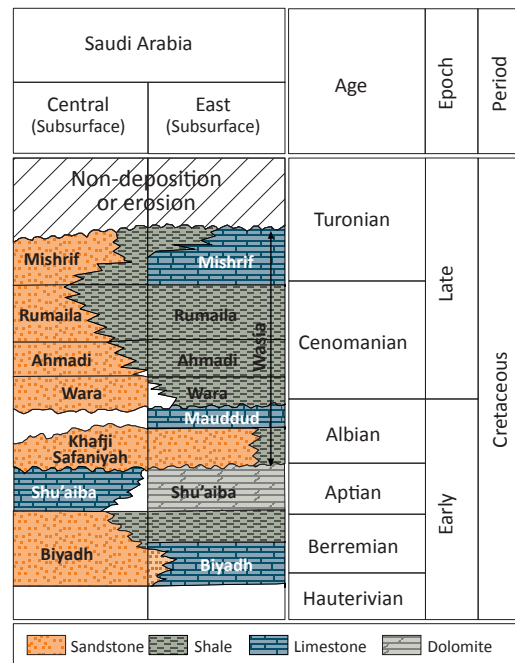 Saudi Arabia
Central
(Subsurface)
East
(Subsurface)
Age
Epoch
Period
Non-deposition
or erosion
Mishrif
Mishrif
Rumaila
Rumaila
Ahmadi
Ahmadi
Wara
Wara
Mauddud
Khafji
Safaniyah
Shu'aiba
Shu'aiba
Biyadh
Biyadh
Wasia
Turonian
Cenomanian
Albian
Aptian
Berremian
Hauterivian
Late
Early
Cretaceous
Sandstone
Shale
Limestone
Dolomite